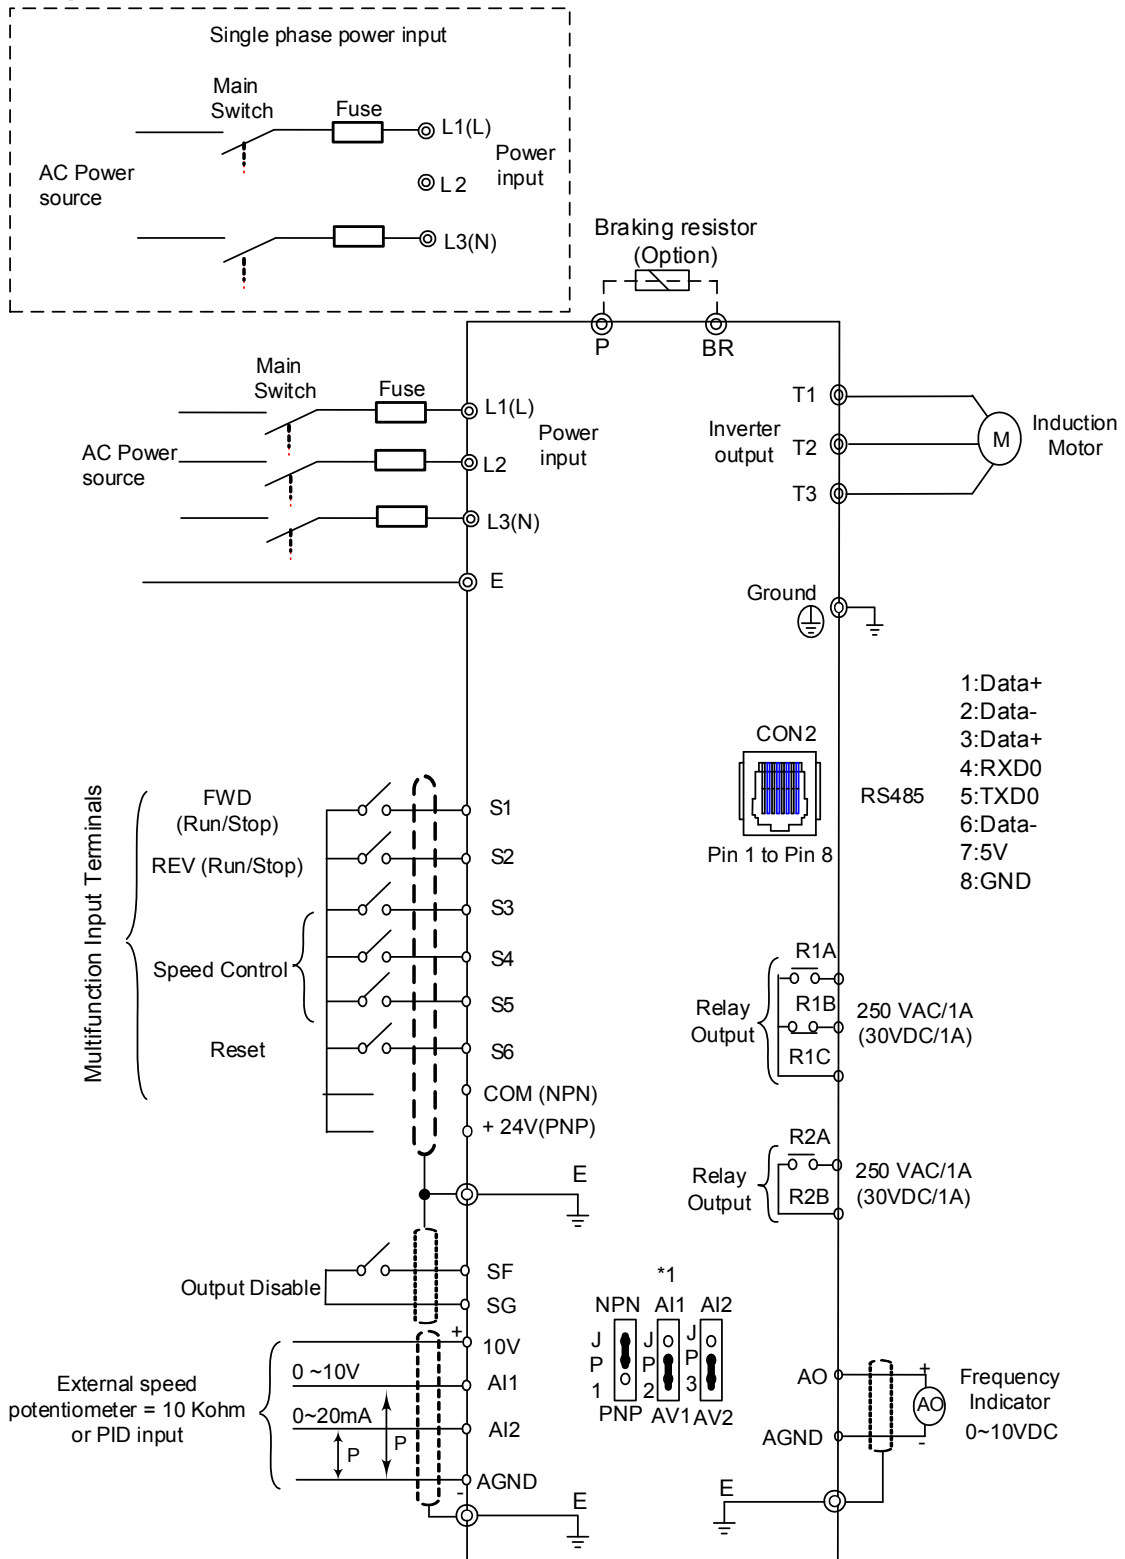 Single phase power input
Main
Switch
Fuse
L1(L)
Power
input
AC Power
source
L2
L3(N)
Braking resistor
(Option)
P
BR
Main
Switch
Fuse
L1(L)
Power
input
AC Power
source
L2
L3(N)
E
T1
Inverter
output
T2
T3
M
Induction
Motor
Ground
CON2
RS485
Pin 1 to Pin 8
1:Data+
2:Data-
3:Data+
4:RXD0
5:TXD0
6:Data-
7:5V
8:GND
Multifunction Input Terminals
FWD
(Run/Stop)
S1
REV (Run/Stop)
S2
S3
Speed Control
S4
S5
Reset
S6
COM (NPN)
+ 24V(PNP)
E
Relay
Output
R1A
R1B
R1C
250 VAC/1A
(30VDC/1A)
Relay
Output
R2A
R2B
250 VAC/1A
(30VDC/1A)
Output Disable
SF
SG
+
10V
External speed
potentiometer = 10 Kohm
or PID input
0 ~10V
AI1
0~20mA
AI2
P
P
AGND
-
E
*1
NPN AI1 AI2
JP1
JP2
JP3
PNP AV1 AV2
AO
+
AO
-
AGND
Frequency
Indicator
0~10VDC
E